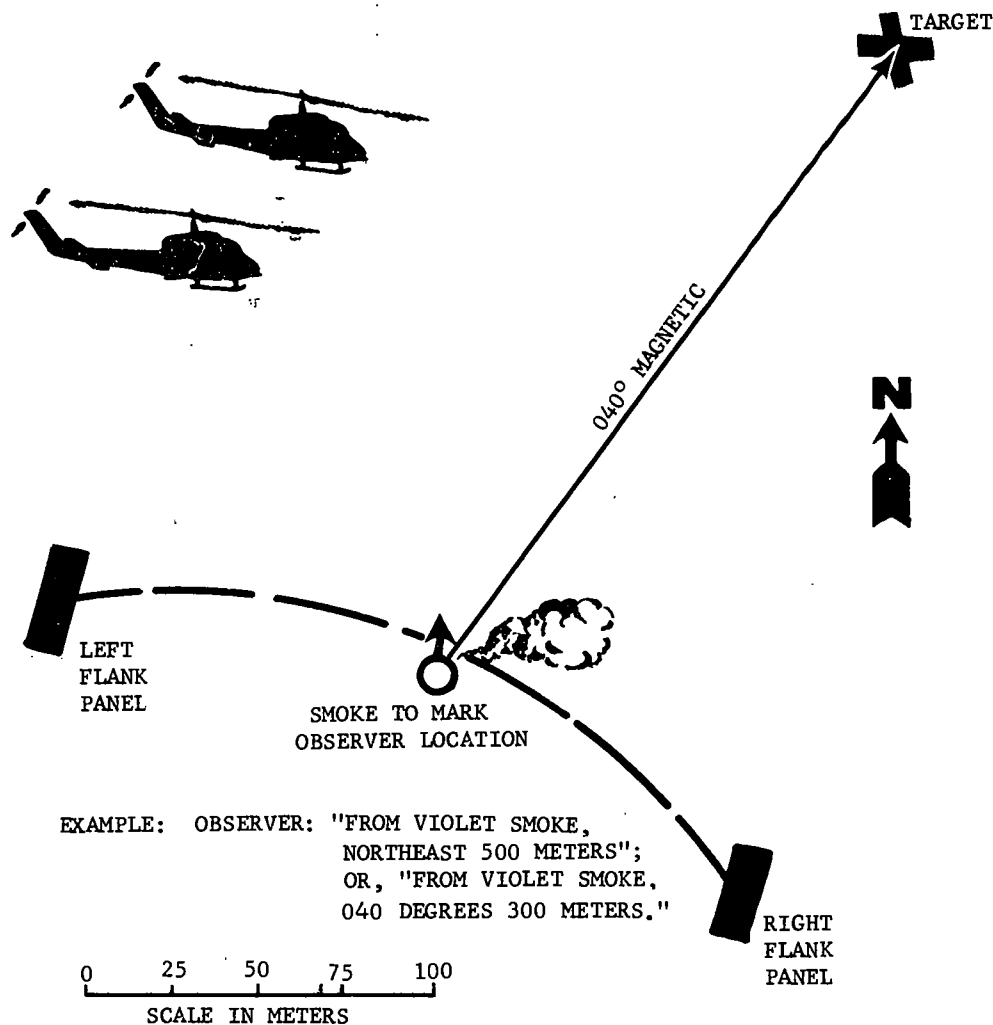 TARGET
040° MAGNETIC
N
LEFT
FLANK
PANEL
SMOKE TO MARK
OBSERVER LOCATION
EXAMPLE: OBSERVER: "FROM VIOLET SMOKE,
NORTHEAST 500 METERS";
OR, "FROM VIOLET SMOKE,
040 DEGREES 300 METERS."
RIGHT
FLANK
PANEL
0 25 50 75 100
SCALE IN METERS